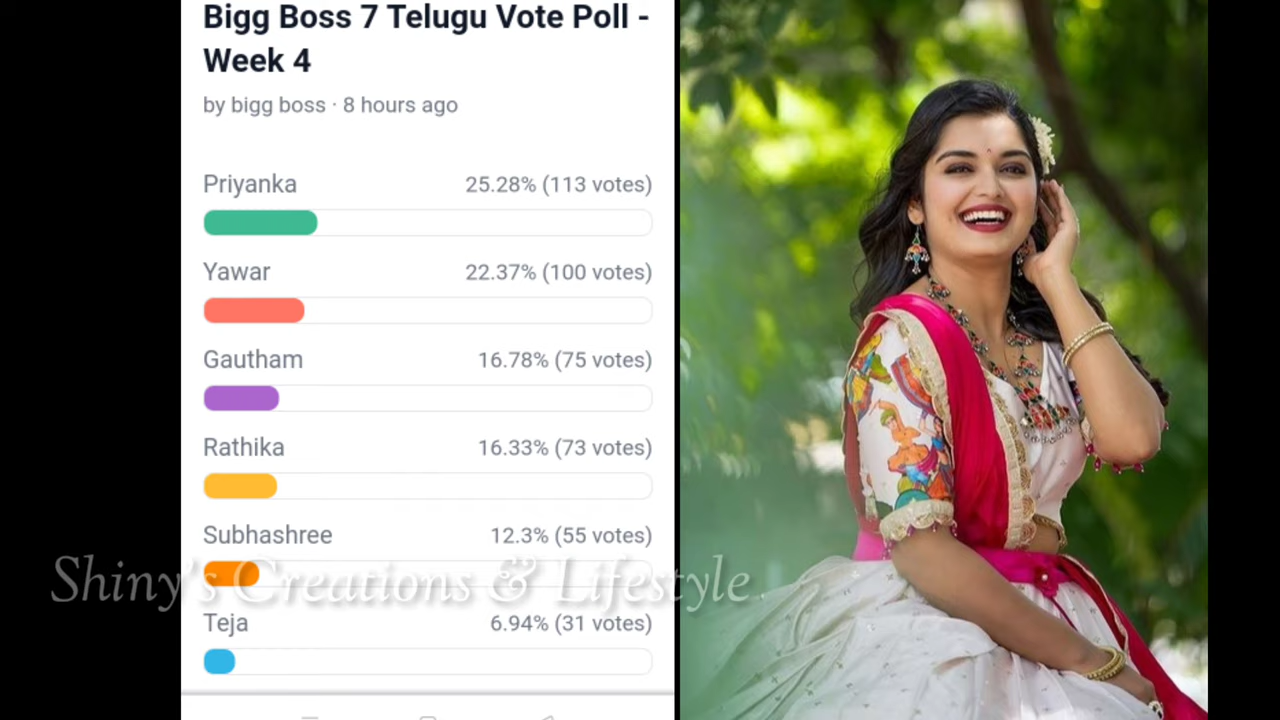 Bigg Boss 7 Telugu Vote Poll -
Week 4
by bigg boss · 8 hours ago
Priyanka 25.28% (113 votes)
Yawar 22.37% (100 votes)
Gautham 16.78% (75 votes)
Rathika 16.33% (73 votes)
Subhashree 12.3% (55 votes)
Shiny's Creations & Lifestyle
Teja 6.94% (31 votes)